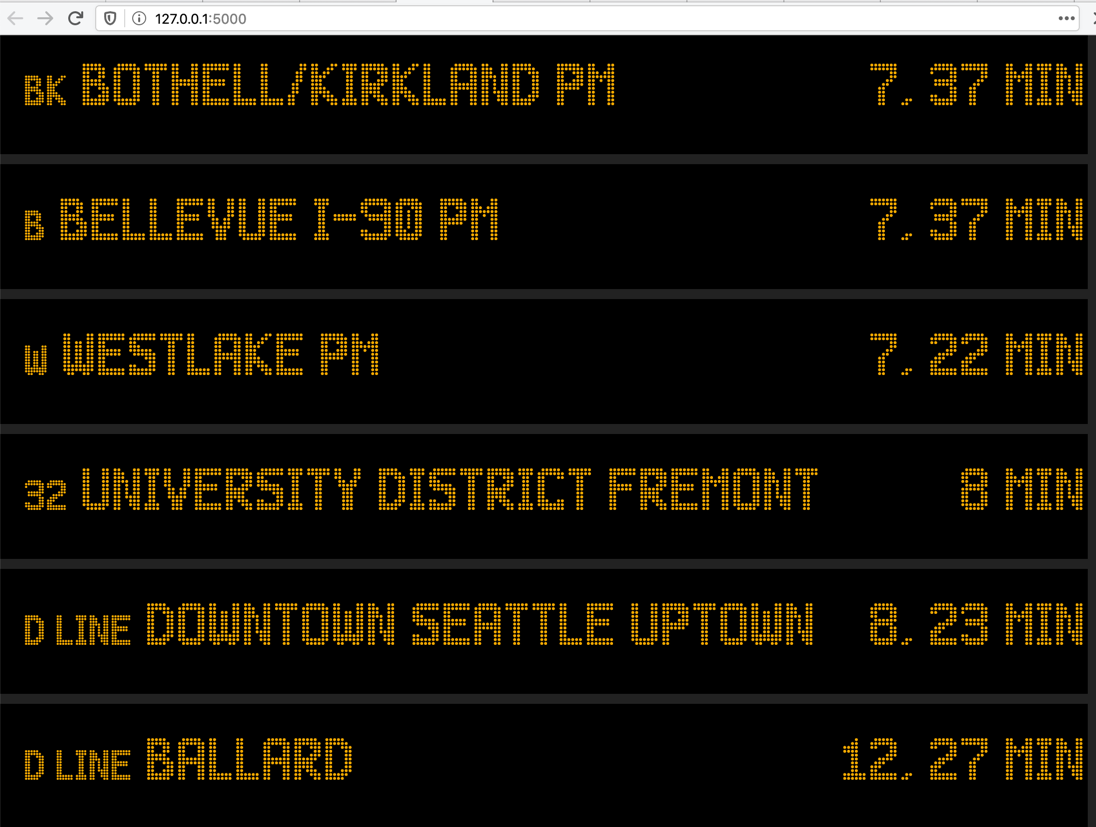 127.0.0.1:5000
BK BOTHELL/KIRKLAND PM 7, 37 MIN
B BELLEVUE I-90 PM 7, 37 MIN
W WESTLAKE PM 7, 22 MIN
32 UNIVERSITY DISTRICT FREMONT 8 MIN
D LINE DOWNTOWN SEATTLE UPTOWN 8, 23 MIN
D LINE BALLARD 12, 27 MIN